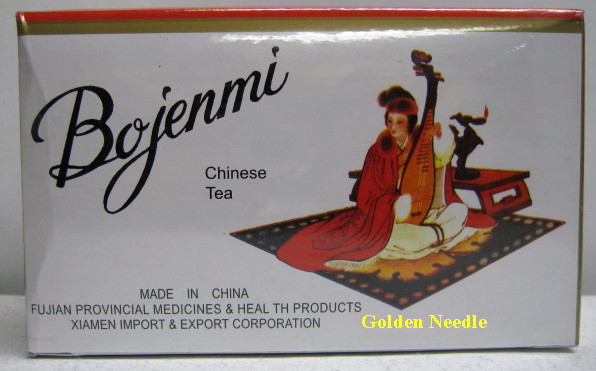 Bojenmi
Chinese
Tea
MADE IN CHINA
FUJIAN PROVINCIAL MEDICINES & HEAL TH PRODUCTS
XIAMEN IMPORT & EXPORT CORPORATION
Golden Needle